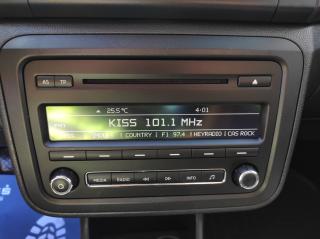 AS TP
25.5°C 4:01
KISS 101.1 MHz
| COUNTRY | F1 97.4 | HEYRADIO | CAS ROCK
MEDIA RADIO INFO